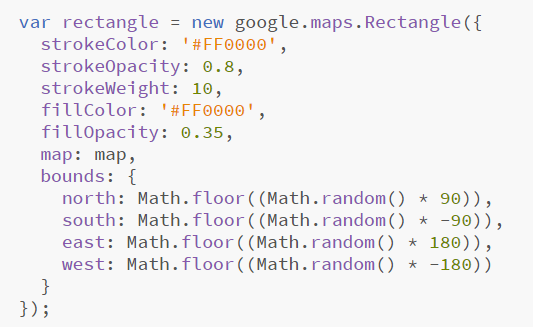 var rectangle = new google.maps.Rectangle({
  strokeColor: '#FF0000',
  strokeOpacity: 0.8,
  strokeWeight: 10,
  fillColor: '#FF0000',
  fillOpacity: 0.35,
  map: map,
  bounds: {
    north: Math.floor((Math.random() * 90)),
    south: Math.floor((Math.random() * -90)),
    east: Math.floor((Math.random() * 180)),
    west: Math.floor((Math.random() * -180))
  }
});